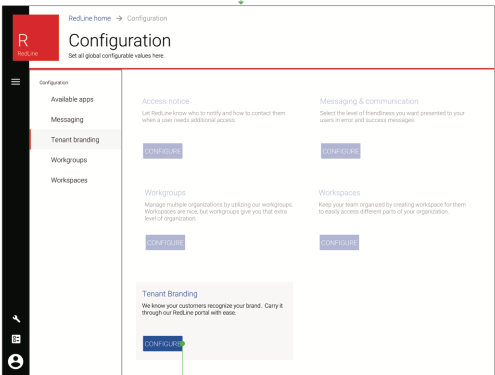 RedLine home → Configuration
R
RedLine
Configuration
Set all global configurable values here.
Configuration
Available apps
Messaging
Tenant branding
Workgroups
Workspaces
Access notice
Let RedLine know who to notify and how to contact them
when a user needs additional access.
CONFIGURE
Messaging & communication
Select the level of friendliness you want presented to your
users in error and success messages.
CONFIGURE
Workgroups
Manage multiple organizations by utilizing our workgroups.
Workspaces are nice, but workgroups give you that extra
level of organization.
CONFIGURE
Workspaces
Keep your team organized by creating workspace for them
to easily access different parts of your organization.
CONFIGURE
Tenant Branding
We know your customers recognize your brand. Carry it
through our RedLine portal with ease.
CONFIGURE